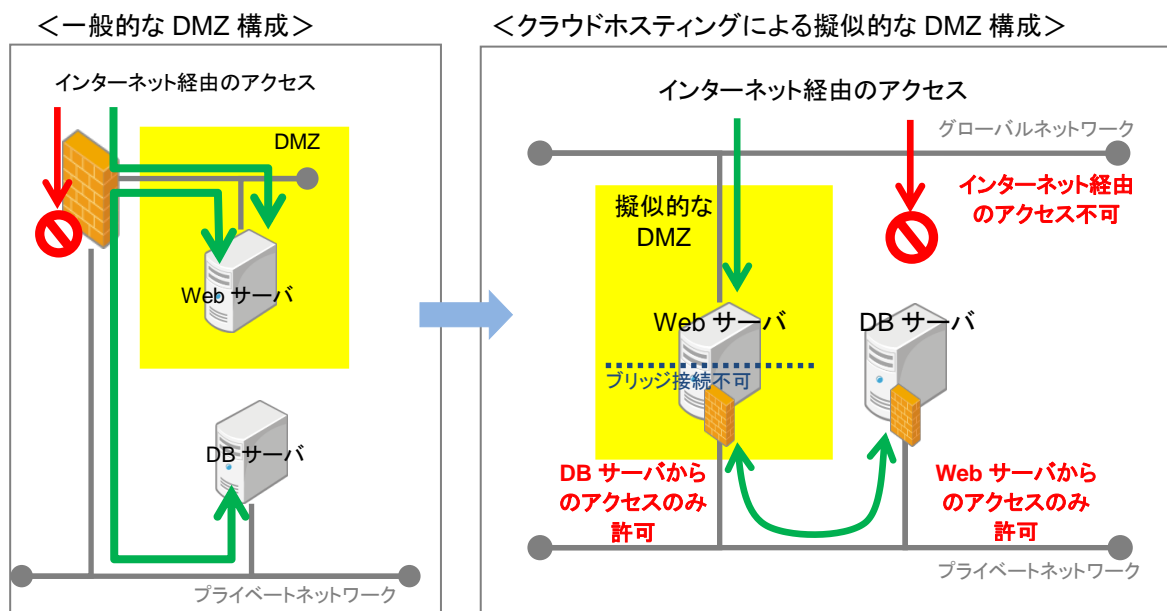 ＜一般的な DMZ 構成＞
インターネット経由のアクセス
DMZ
Web サーバ
DB サーバ
プライベートネットワーク
＜クラウドホスティングによる擬似的な DMZ 構成＞
インターネット経由のアクセス
グローバルネットワーク
インターネット経由
のアクセス不可
擬似的な
DMZ
Web サーバ
DB サーバ
ブリッジ接続不可
DB サーバから
のアクセスのみ
許可
Web サーバから
のアクセスのみ
許可
プライベートネットワーク